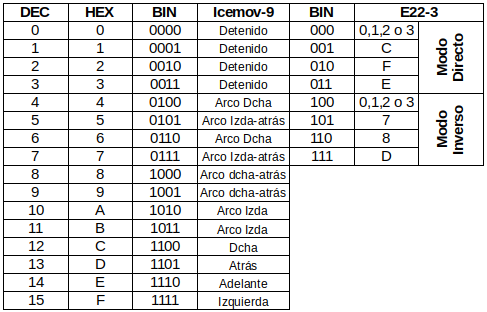 DEC HEX BIN Icemov-9 BIN E22-3
0 0 0000 Detenido 000 0,1,2 o 3
1 1 0001 Detenido 001 C
2 2 0010 Detenido 010 F
3 3 0011 Detenido 011 E
Modo Directo
4 4 0100 Arco Dcha 100 0,1,2 o 3
5 5 0101 Arco Izda-atrás 101 7
6 6 0110 Arco Dcha 110 8
7 7 0111 Arco Izda-atrás 111 D
Modo Inverso
8 8 1000 Arco dcha-atrás
9 9 1001 Arco dcha-atrás
10 A 1010 Arco Izda
11 B 1011 Arco Izda
12 C 1100 Dcha
13 D 1101 Atrás
14 E 1110 Adelante
15 F 1111 Izquierda